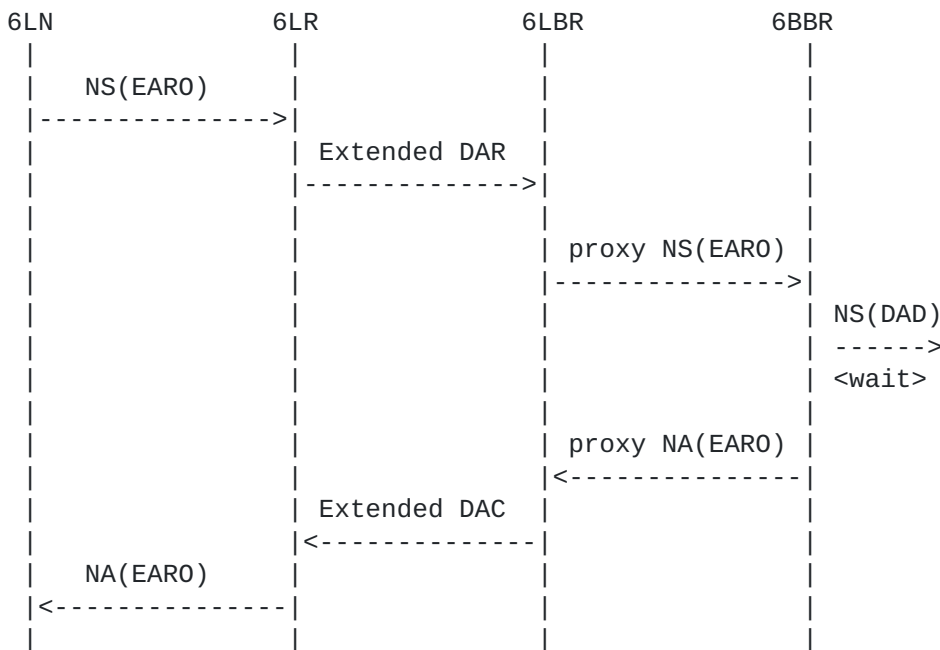 6LN 6LR 6LBR 6BBR
NS(EARO)
Extended DAR
proxy NS(EARO)
NS(DAD)
<wait>
proxy NA(EARO)
Extended DAC
NA(EARO)